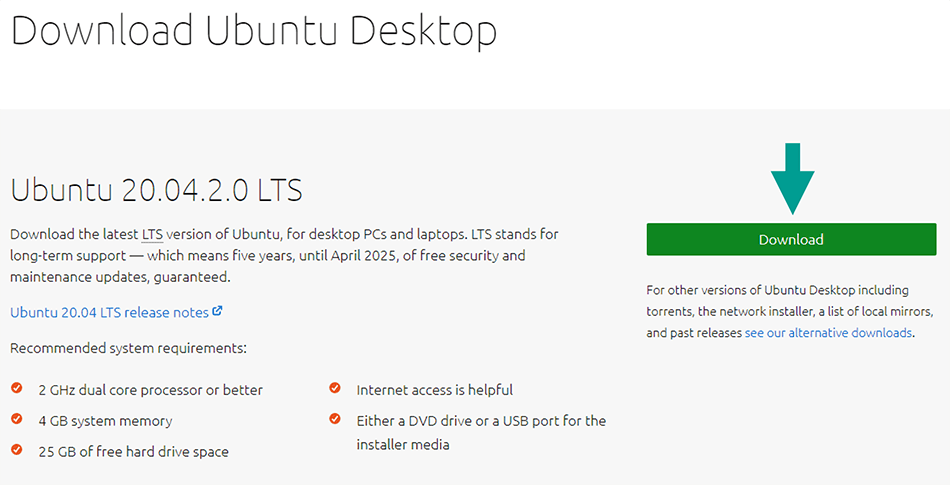 Download Ubuntu Desktop
Ubuntu 20.04.2.0 LTS
Download the latest LTS version of Ubuntu, for desktop PCs and laptops. LTS stands for
long-term support — which means five years, until April 2025, of free security and
maintenance updates, guaranteed.
Ubuntu 20.04 LTS release notes
Recommended system requirements:
2 GHz dual core processor or better
4 GB system memory
25 GB of free hard drive space
Internet access is helpful
Either a DVD drive or a USB port for the
installer media
Download
For other versions of Ubuntu Desktop including
torrents, the network installer, a list of local mirrors,
and past releases see our alternative downloads.